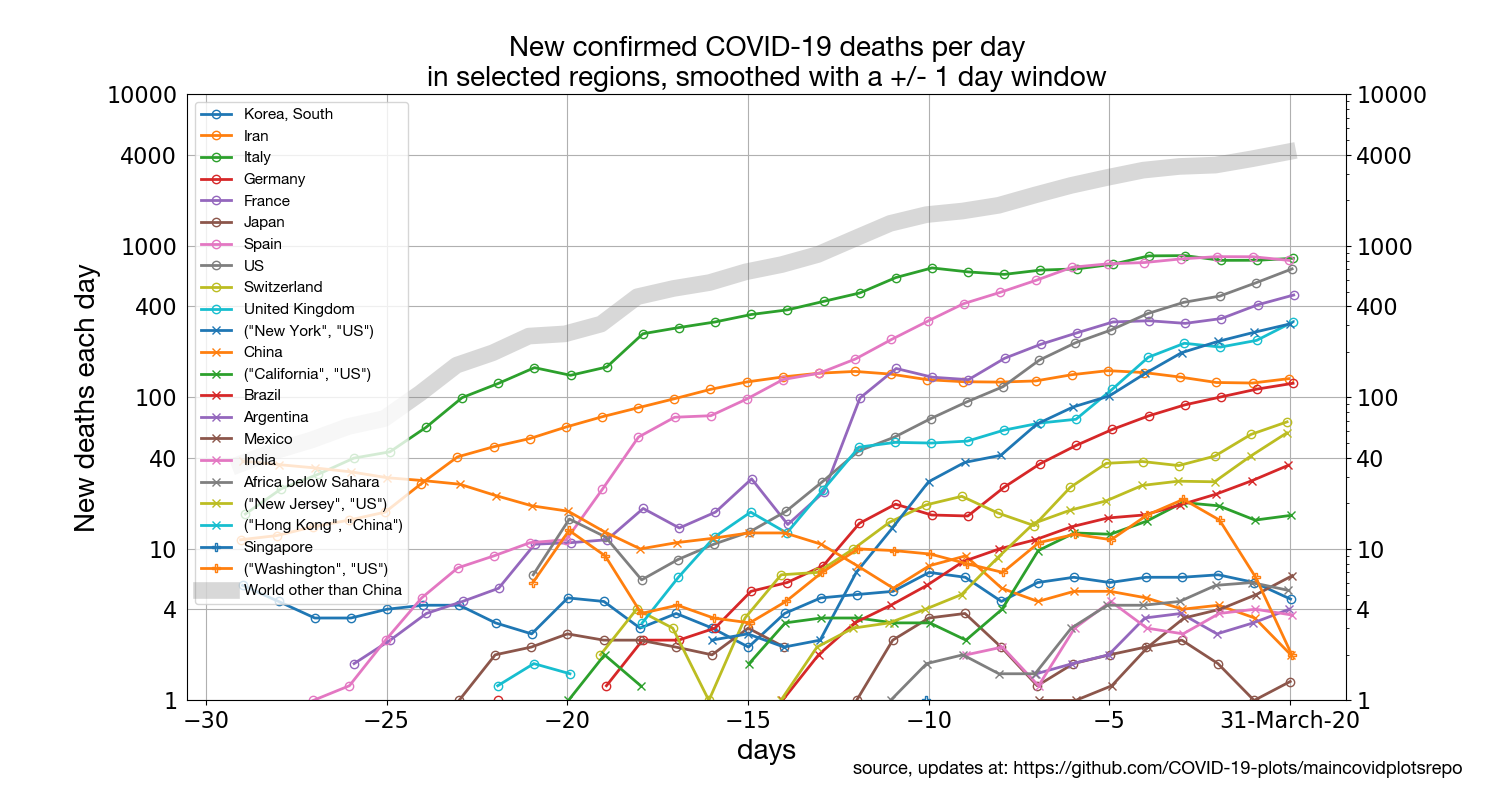 New confirmed COVID-19 deaths per day
in selected regions, smoothed with a +/- 1 day window
New deaths each day
10000
4000
1000
400
100
40
10
4
1
Korea, South
Iran
Italy
Germany
France
Japan
Spain
US
Switzerland
United Kingdom
("New York", "US")
China
("California", "US")
Brazil
Argentina
Mexico
India
Africa below Sahara
("New Jersey", "US")
("Hong Kong", "China")
Singapore
("Washington", "US")
World other than China
10000
4000
1000
400
100
40
10
4
1
−30
−25
−20
−15
−10
−5
31-March-20
days
source, updates at: https://github.com/COVID-19-plots/maincovidplotsrepo